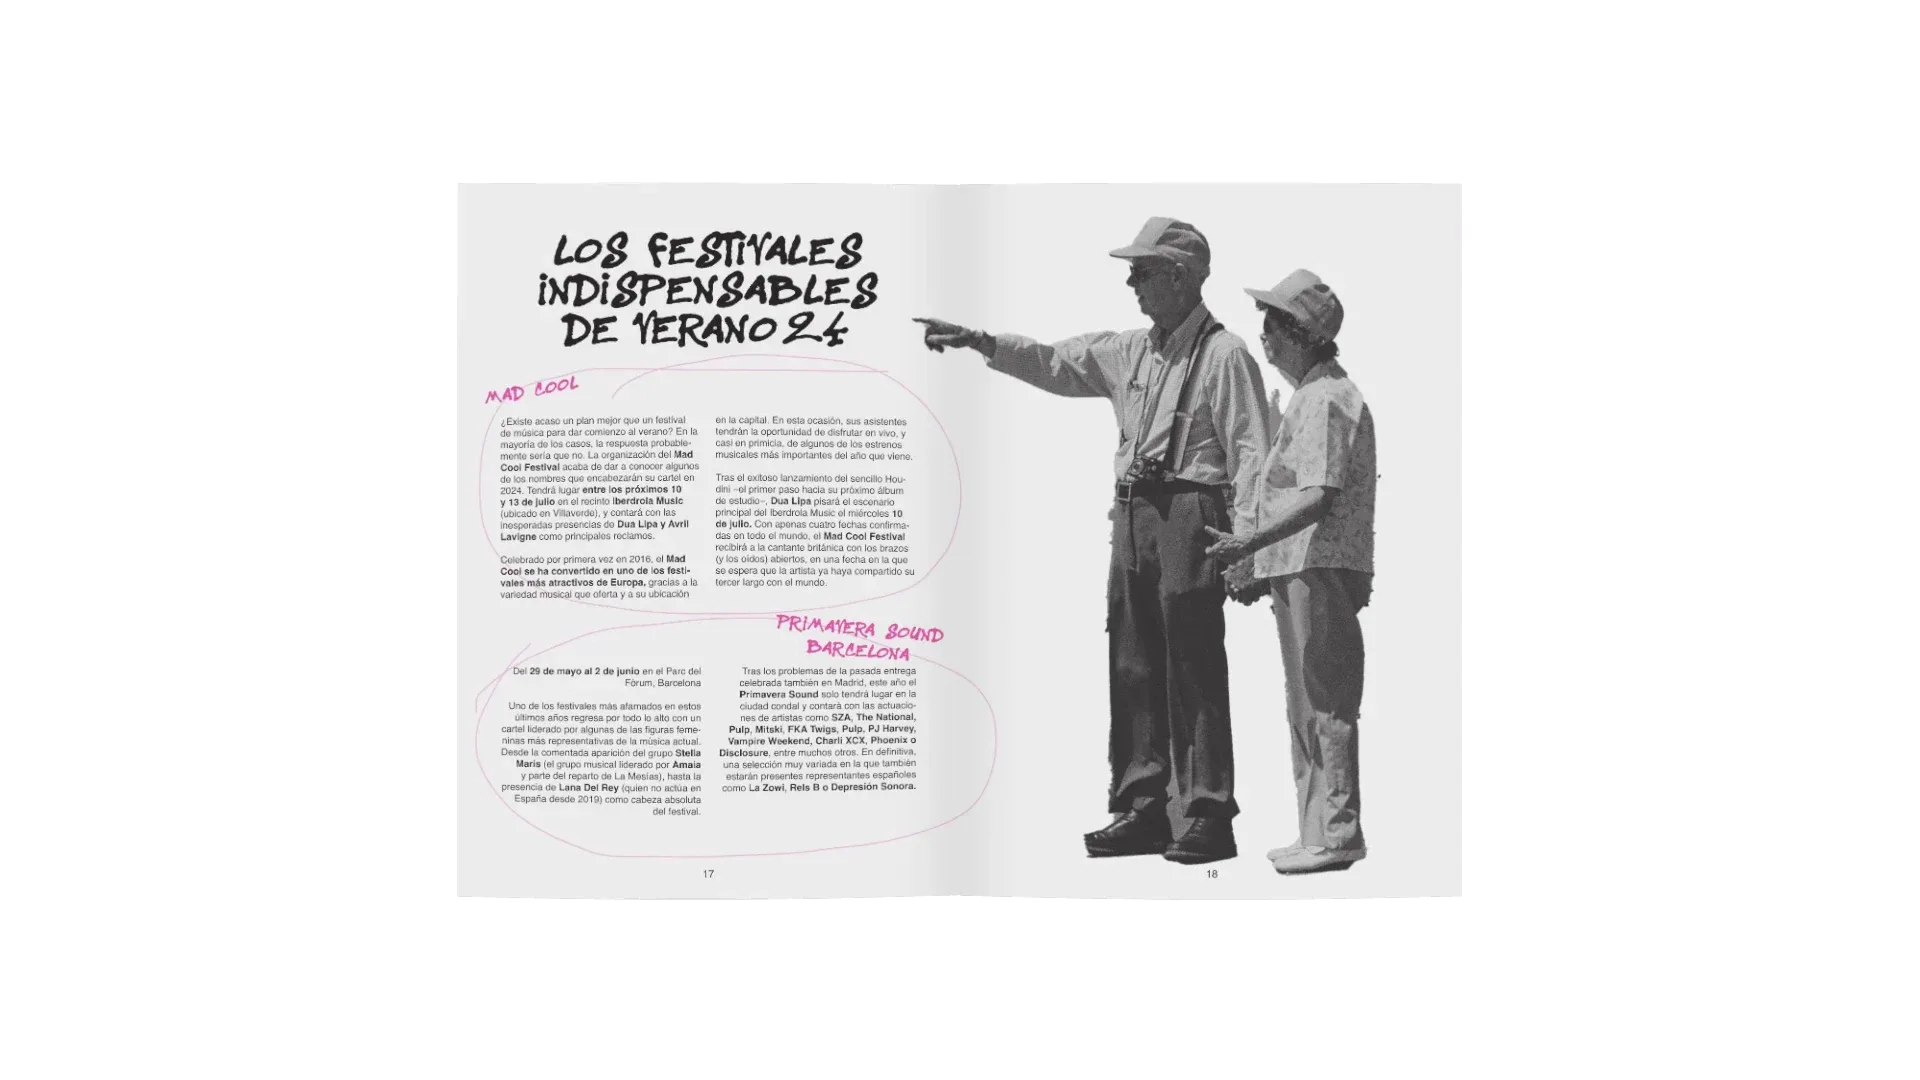 LOS FESTIVALES
INDISPENSABLES
DE VERANO 24
MAD COOL
¿Existe acaso un plan mejor que un festival
de música para dar comienzo al verano? En la
mayoría de los casos, la respuesta probable-
mente sería que no. La organización del Mad
Cool Festival acaba de dar a conocer algunos
de los nombres que encabezarán su cartel en
2024. Tendrá lugar entre los próximos 10
y 13 de julio en el recinto Iberdrola Music
(ubicado en Villaverde), y contará con las
inesperadas presencias de Dua Lipa y Avril
Lavigne como principales reclamos.
Celebrado por primera vez en 2016, el Mad
Cool se ha convertido en uno de los festi-
vales más atractivos de Europa, gracias a la
variedad musical que oferta y a su ubicación
en la capital. En esta ocasión, sus asistentes
tendrán la oportunidad de disfrutar en vivo, y
casi en primicia, de algunos de los estrenos
musicales más importantes del año que viene.
Tras el exitoso lanzamiento del sencillo Hou-
dini –el primer paso hacia su próximo álbum
de estudio–, Dua Lipa pisará el escenario
principal del Iberdrola Music el miércoles 10
de julio. Con apenas cuatro fechas confirma-
das en todo el mundo, el Mad Cool Festival
recibirá a la cantante británica con los brazos
(y los oídos) abiertos, en una fecha en la que
se espera que la artista ya haya compartido su
tercer largo con el mundo.
PRIMAVERA SOUND
BARCELONA
Del 29 de mayo al 2 de junio en el Parc del
Fòrum, Barcelona
Uno de los festivales más afamados en estos
últimos años regresa por todo lo alto con un
cartel liderado por algunas de las figuras feme-
ninas más representativas de la música actual.
Desde la comentada aparición del grupo Stella
Maris (el grupo musical liderado por Amaia
y parte del reparto de La Mesías), hasta la
presencia de Lana Del Rey (quien no actúa en
España desde 2019) como cabeza absoluta
del festival.
Tras los problemas de la pasada entrega
celebrada también en Madrid, este año el
Primavera Sound solo tendrá lugar en la
ciudad condal y contará con las actuacio-
nes de artistas como SZA, The National,
Pulp, Mitski, FKA Twigs, Pulp, PJ Harvey,
Vampire Weekend, Charli XCX, Phoenix o
Disclosure, entre muchos otros. En definitiva,
una selección muy variada en la que también
estarán presentes representantes españoles
como La Zowi, Rels B o Depresión Sonora.
17
18